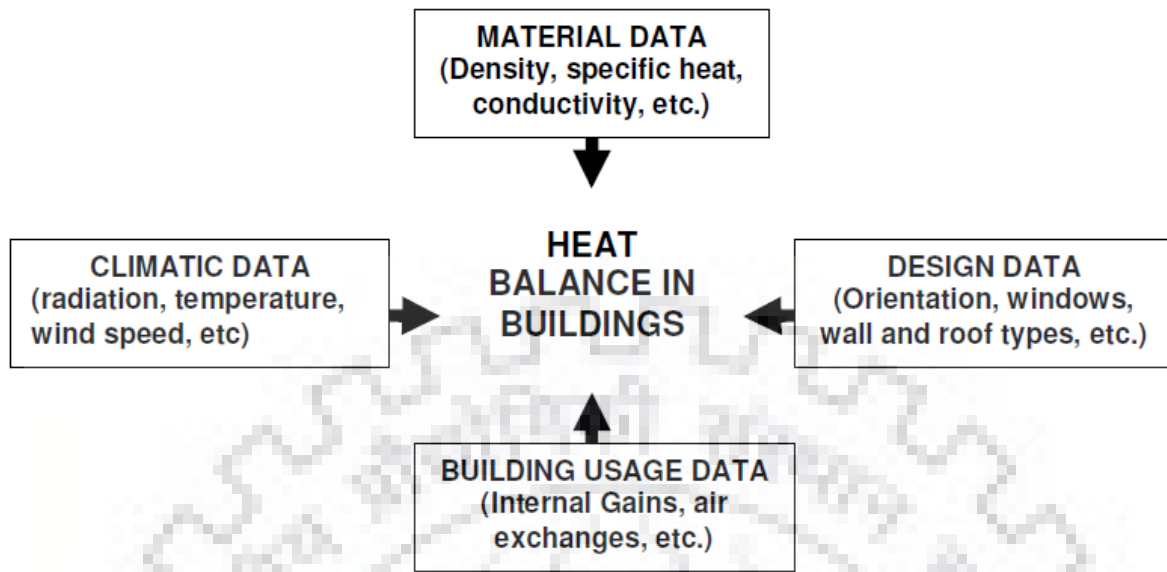 MATERIAL DATA
(Density, specific heat,
conductivity, etc.)
CLIMATIC DATA
(radiation, temperature,
wind speed, etc)
HEAT
BALANCE IN
BUILDINGS
DESIGN DATA
(Orientation, windows,
wall and roof types, etc.)
BUILDING USAGE DATA
(Internal Gains, air
exchanges, etc.)